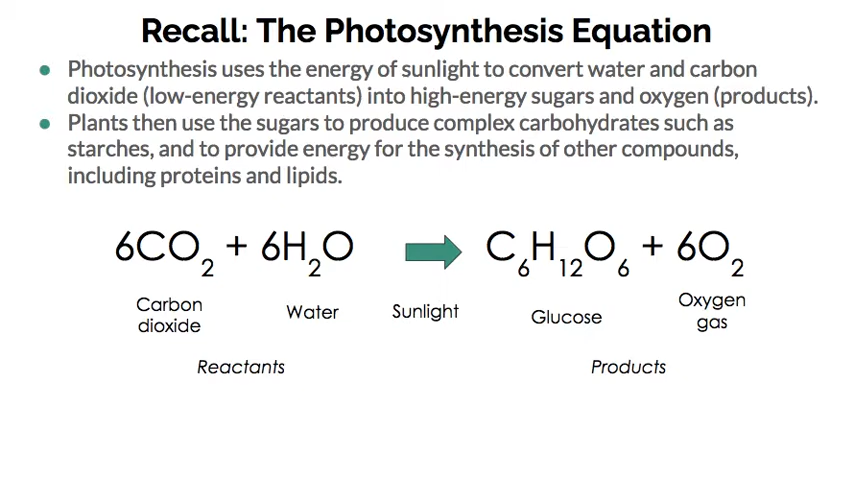 Recall: The Photosynthesis Equation
● Photosynthesis uses the energy of sunlight to convert water and carbon
dioxide (low-energy reactants) into high-energy sugars and oxygen (products).
● Plants then use the sugars to produce complex carbohydrates such as
starches, and to provide energy for the synthesis of other compounds,
including proteins and lipids.
6CO₂ + 6H₂O → C₆H₁₂O₆ + 6O₂
Carbon
dioxide
Water
Sunlight
Glucose
Oxygen
gas
Reactants
Products